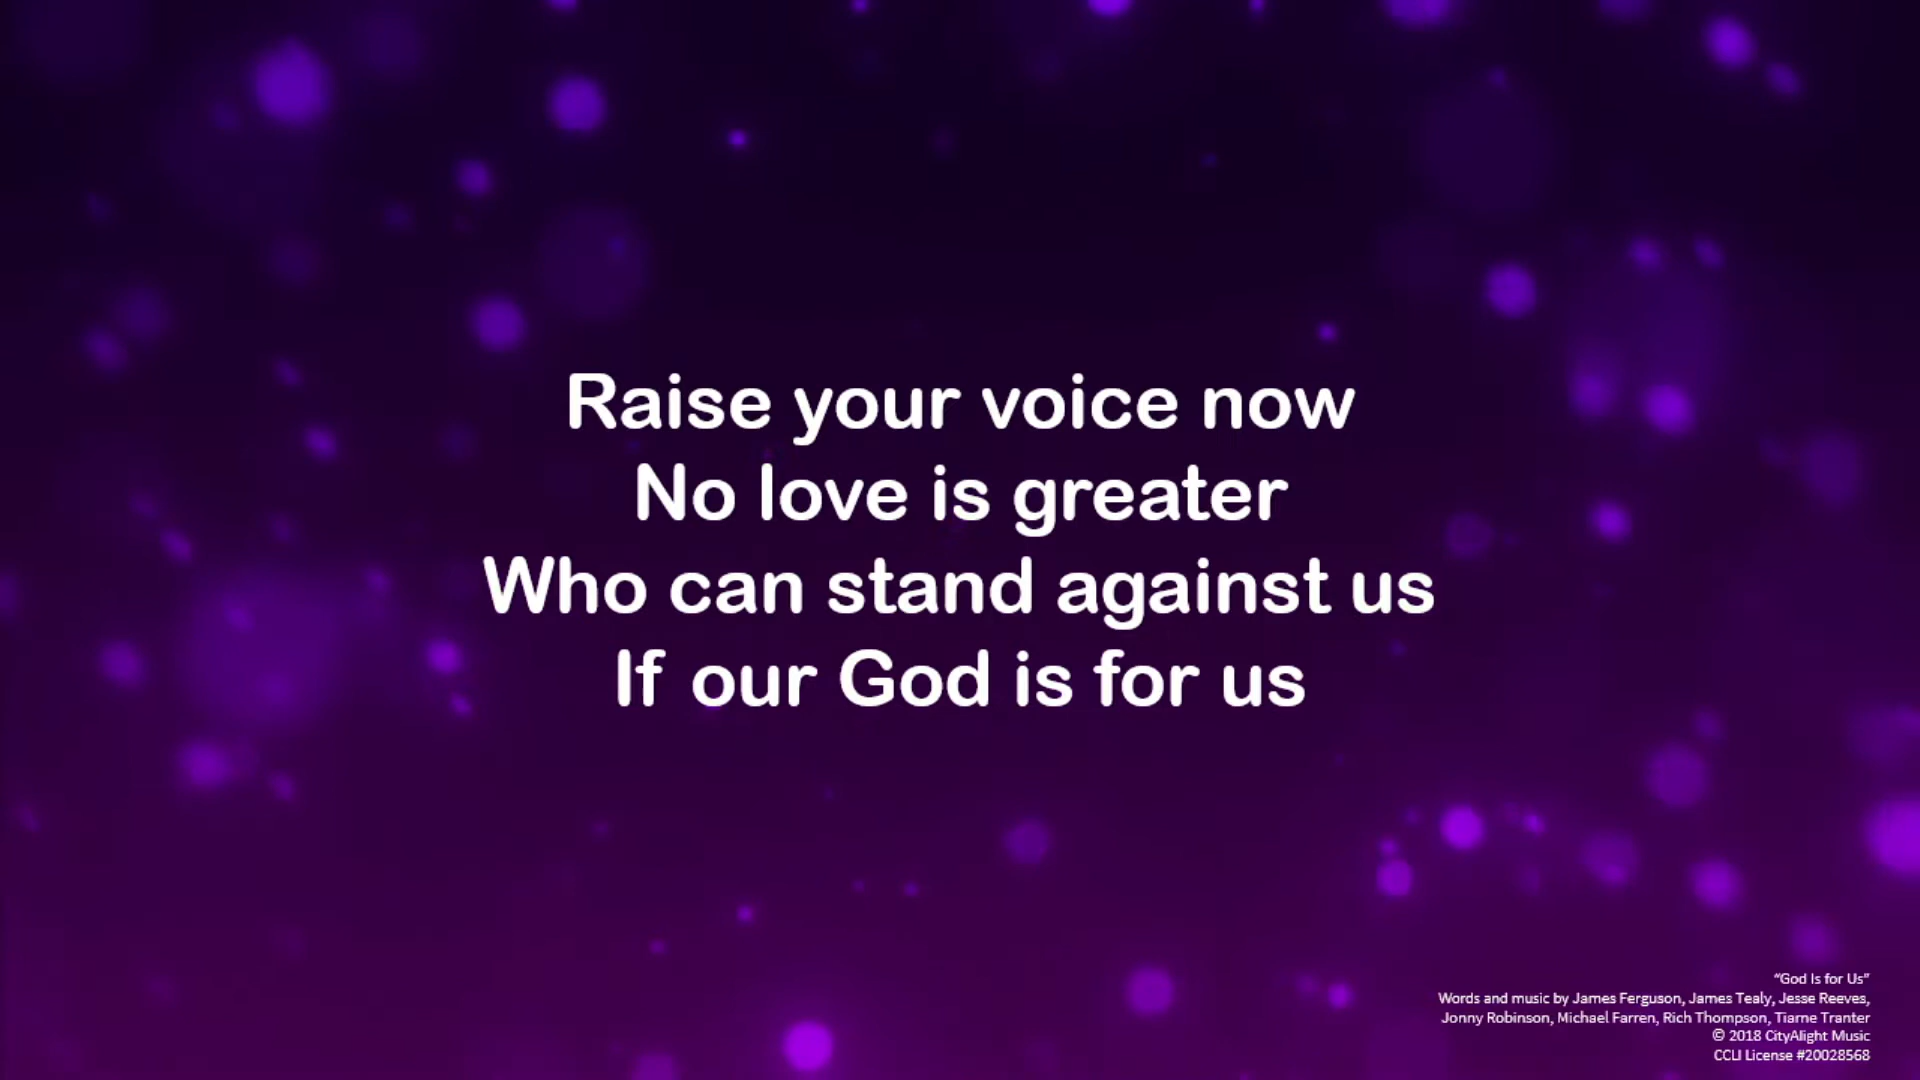 Raise your voice now
No love is greater
Who can stand against us
If our God is for us
“God Is for Us”
Words and music by James Ferguson, James Tealy, Jesse Reeves,
Jonny Robinson, Michael Farren, Rich Thompson, Tiarne Tranter
© 2018 CityAlight Music
CCLI License #20028568